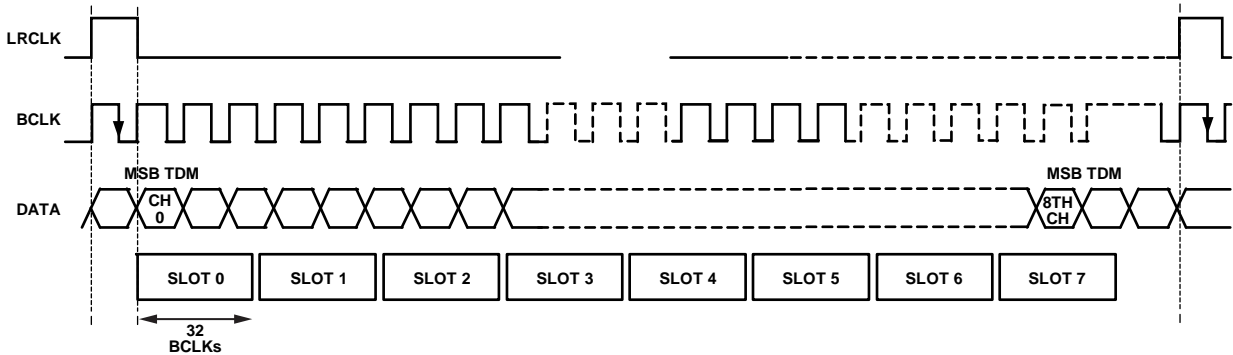 LRCLK
BCLK
MSB TDM
MSB TDM
DATA
CH
0
8TH
CH
SLOT 0
SLOT 1
SLOT 2
SLOT 3
SLOT 4
SLOT 5
SLOT 6
SLOT 7
32
BCLKs